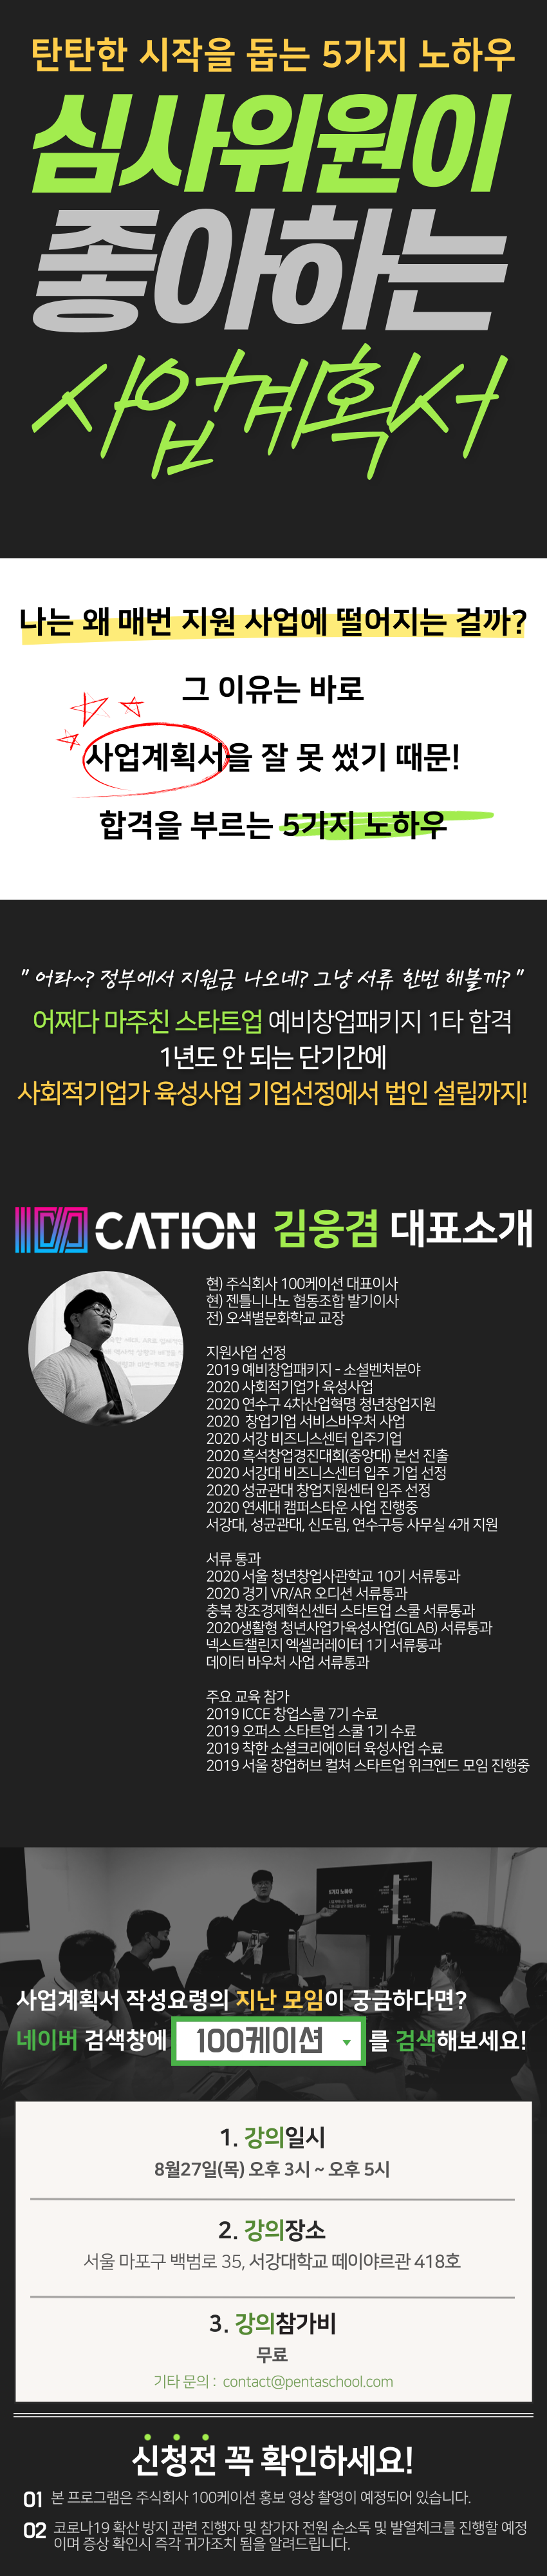 탄탄한 시작을 돕는 5가지 노하우
심사위원이
좋아하는
사업계획서
나는 왜 매번 지원 사업에 떨어지는 걸까?
그 이유는 바로
사업계획서을 잘 못 썼기 때문!
합격을 부르는 5가지 노하우
" 어라~? 정부에서 지원금 나오네? 그냥 서류 한번 해볼까? "
어쩌다 마주친 스타트업 예비창업패키지 1타 합격
1년도 안 되는 단기간에
사회적기업가 육성사업 기업선정에서 법인 설립까지!
100CATION 김웅겸 대표소개
현) 주식회사 100케이션 대표이사
현) 젠틀니나노 협동조합 발기이사
전) 오색별문화학교 교장
지원사업 선정
2019 예비창업패키지 - 소셜벤처분야
2020 사회적기업가 육성사업
2020 연수구 4차산업혁명 청년창업지원
2020 창업기업 서비스바우처 사업
2020 서강 비즈니스센터 입주기업
2020 흑석창업경진대회(중앙대) 본선 진출
2020 서강대 비즈니스센터 입주 기업 선정
2020 성균관대 창업지원센터 입주 선정
2020 연세대 캠퍼스타운 사업 진행중
서강대, 성균관대, 신도림, 연수구등 사무실 4개 지원
서류 통과
2020 서울 청년창업사관학교 10기 서류통과
2020 경기 VR/AR 오디션 서류통과
충북 창조경제혁신센터 스타트업 스쿨 서류통과
2020생활형 청년사업가육성사업(GLAB) 서류통과
넥스트챌린지 엑셀러레이터 1기 서류통과
데이터 바우처 사업 서류통과
주요 교육 참가
2019 ICCE 창업스쿨 7기 수료
2019 오퍼스 스타트업 스쿨 1기 수료
2019 착한 소셜크리에이터 육성사업 수료
2019 서울 창업허브 컬쳐 스타트업 위크엔드 모임 진행중
사업계획서 작성요령의 지난 모임이 궁금하다면?
네이버 검색창에 100케이션 를 검색해보세요!
1. 강의일시
8월27일(목) 오후 3시 ~ 오후 5시
2. 강의장소
서울 마포구 백범로 35, 서강대학교 떼이야르관 418호
3. 강의참가비
무료
기타 문의 : contact@pentaschool.com
신청전 꼭 확인하세요!
01 본 프로그램은 주식회사 100케이션 홍보 영상 촬영이 예정되어 있습니다.
02 코로나19 확산 방지 관련 진행자 및 참가자 전원 손소독 및 발열체크를 진행할 예정
이며 증상 확인시 즉각 귀가조치 됨을 알려드립니다.